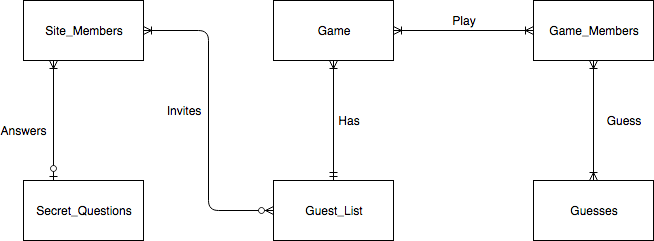 Site_Members
Game
Play
Game_Members
Answers
Invites
Has
Guess
Secret_Questions
Guest_List
Guesses